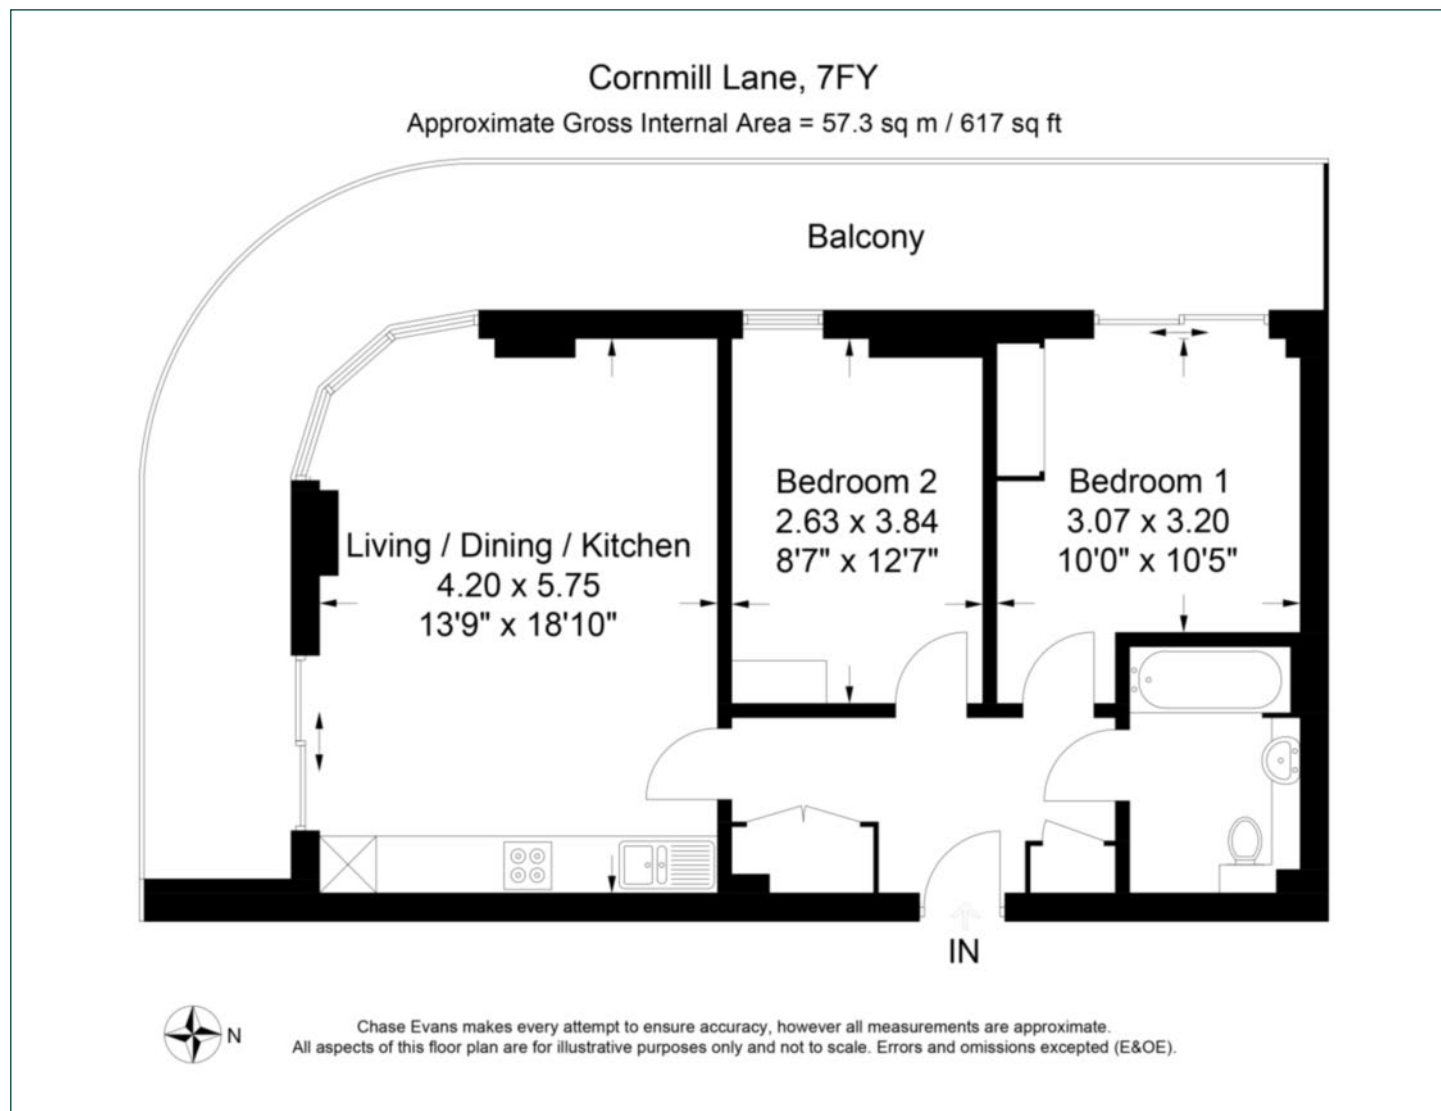 Cornmill Lane, 7FY
Approximate Gross Internal Area = 57.3 sq m / 617 sq ft
Balcony
Bedroom 2
2.63 x 3.84
8'7" x 12'7"
Bedroom 1
3.07 x 3.20
10'0" x 10'5"
Living / Dining / Kitchen
4.20 x 5.75
13'9" x 18'10"
IN
N
Chase Evans makes every attempt to ensure accuracy, however all measurements are approximate.
All aspects of this floor plan are for illustrative purposes only and not to scale. Errors and omissions excepted (E&OE).